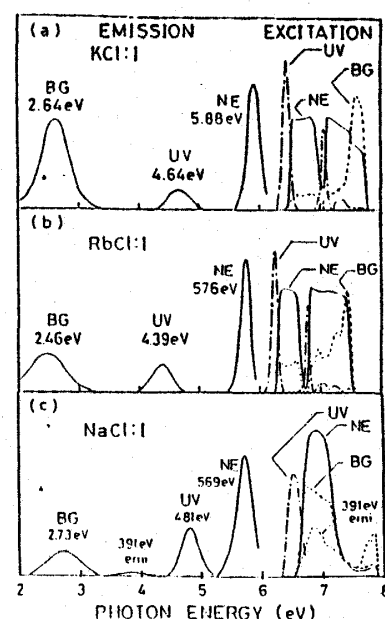 EMISSION EXCITATION
(a) KCl:I
UV
BG
BG
2.64eV
NE
5.88eV
NE
UV
4.64eV
(b) RbCl:I
UV
NE
BG
NE
576eV
BG
2.46eV
UV
4.39eV
(c) NaCl:I
UV
NE
BG
NE
569eV
UV
481eV
391eV
emi
BG
2.73eV
391eV
emi
2 3 4 5 6 7 8
PHOTON ENERGY (eV)